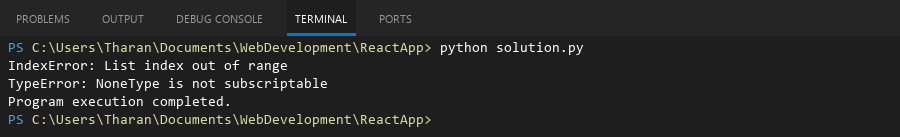 PROBLEMS OUTPUT DEBUG CONSOLE TERMINAL PORTS
PS C:\Users\Tharan\Documents\WebDevelopment\ReactApp> python solution.py
IndexError: List index out of range
TypeError: NoneType is not subscriptable
Program execution completed.
PS C:\Users\Tharan\Documents\WebDevelopment\ReactApp>